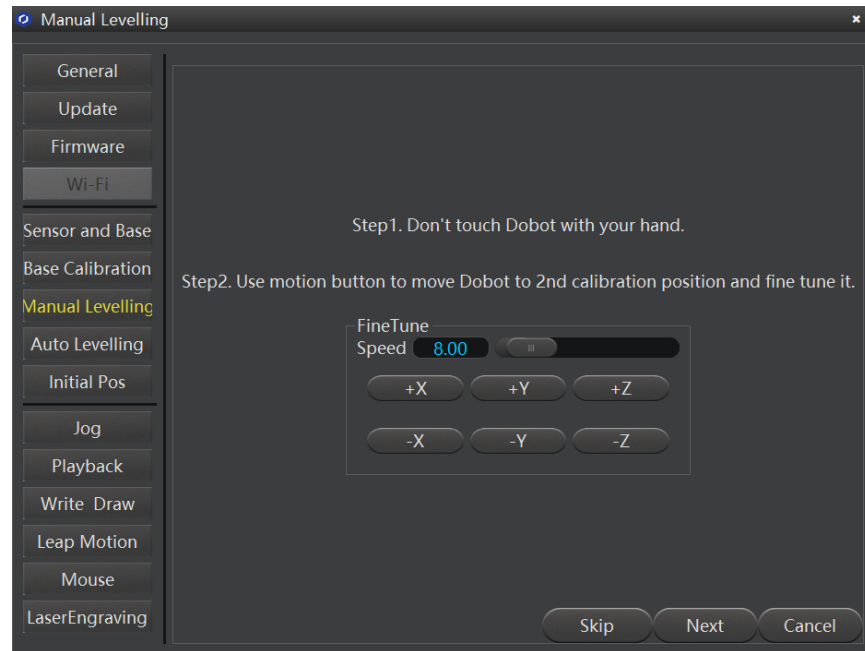 Manual Levelling
General
Update
Firmware
Wi-Fi
Sensor and Base
Base Calibration
Manual Levelling
Auto Levelling
Initial Pos
Jog
Playback
Write Draw
Leap Motion
Mouse
LaserEngraving
Step1. Don't touch Dobot with your hand.
Step2. Use motion button to move Dobot to 2nd calibration position and fine tune it.
FineTune
Speed 8.00
+X +Y +Z
-X -Y -Z
Skip Next Cancel